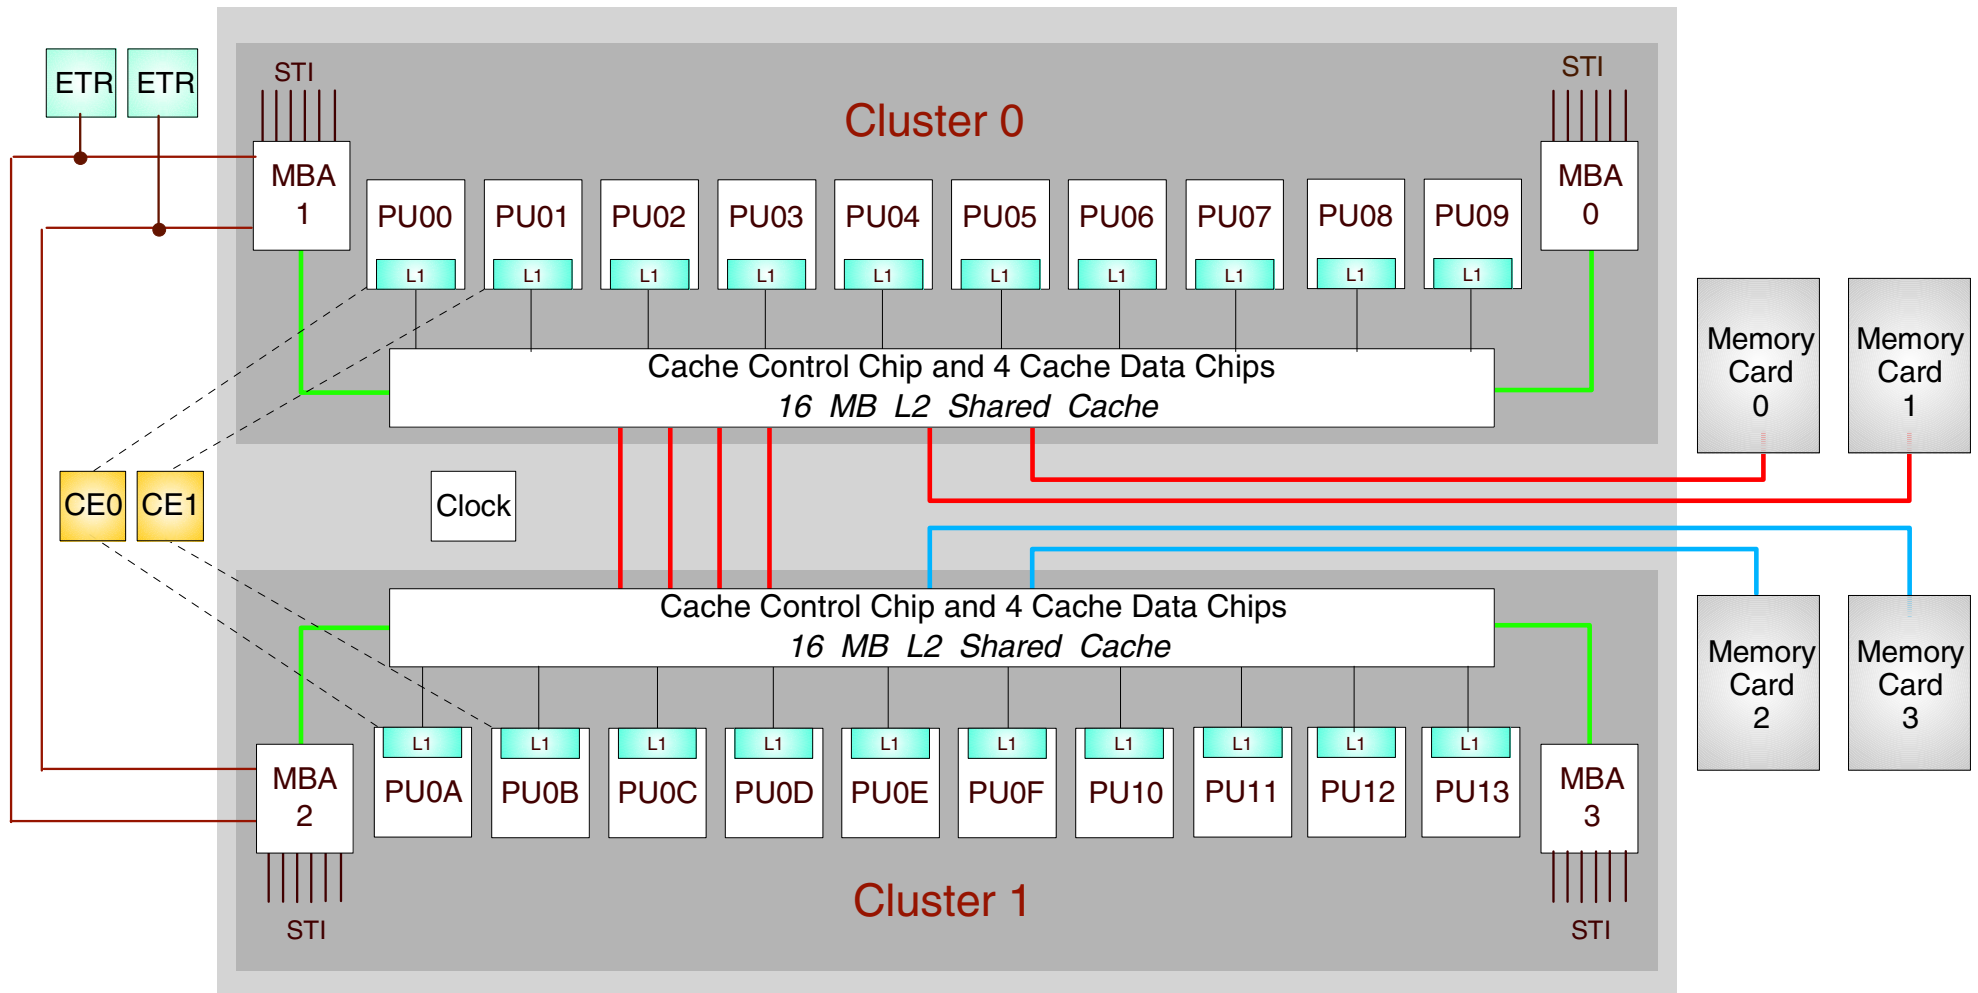 STI
STI
ETR
ETR
Cluster 0
MBA
1
PU00
PU01
PU02
PU03
PU04
PU05
PU06
PU07
PU08
PU09
MBA
0
L1
L1
L1
L1
L1
L1
L1
L1
L1
L1
Memory
Card
0
Memory
Card
1
Cache Control Chip and 4 Cache Data Chips
16 MB L2 Shared Cache
CE0
CE1
Clock
Cache Control Chip and 4 Cache Data Chips
16 MB L2 Shared Cache
Memory
Card
2
Memory
Card
3
L1
L1
L1
L1
L1
L1
L1
L1
L1
L1
MBA
2
PU0A
PU0B
PU0C
PU0D
PU0E
PU0F
PU10
PU11
PU12
PU13
MBA
3
Cluster 1
STI
STI